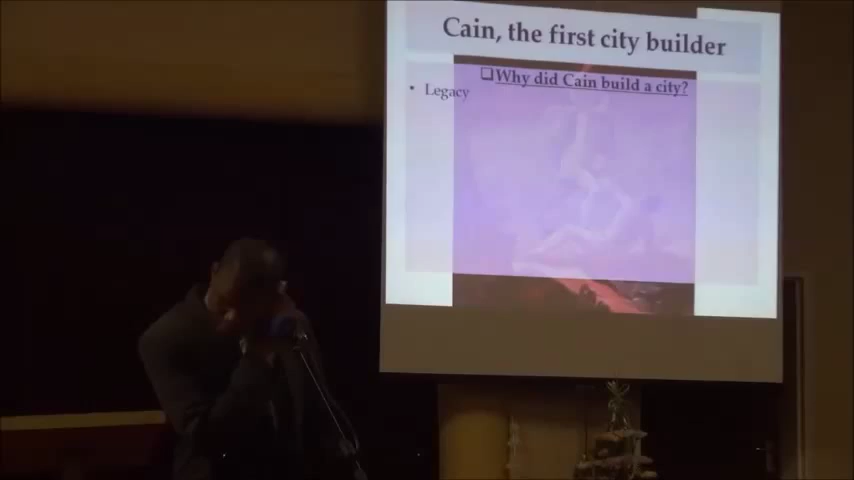 Cain, the first city builder
❑Why did Cain build a city?
• Legacy